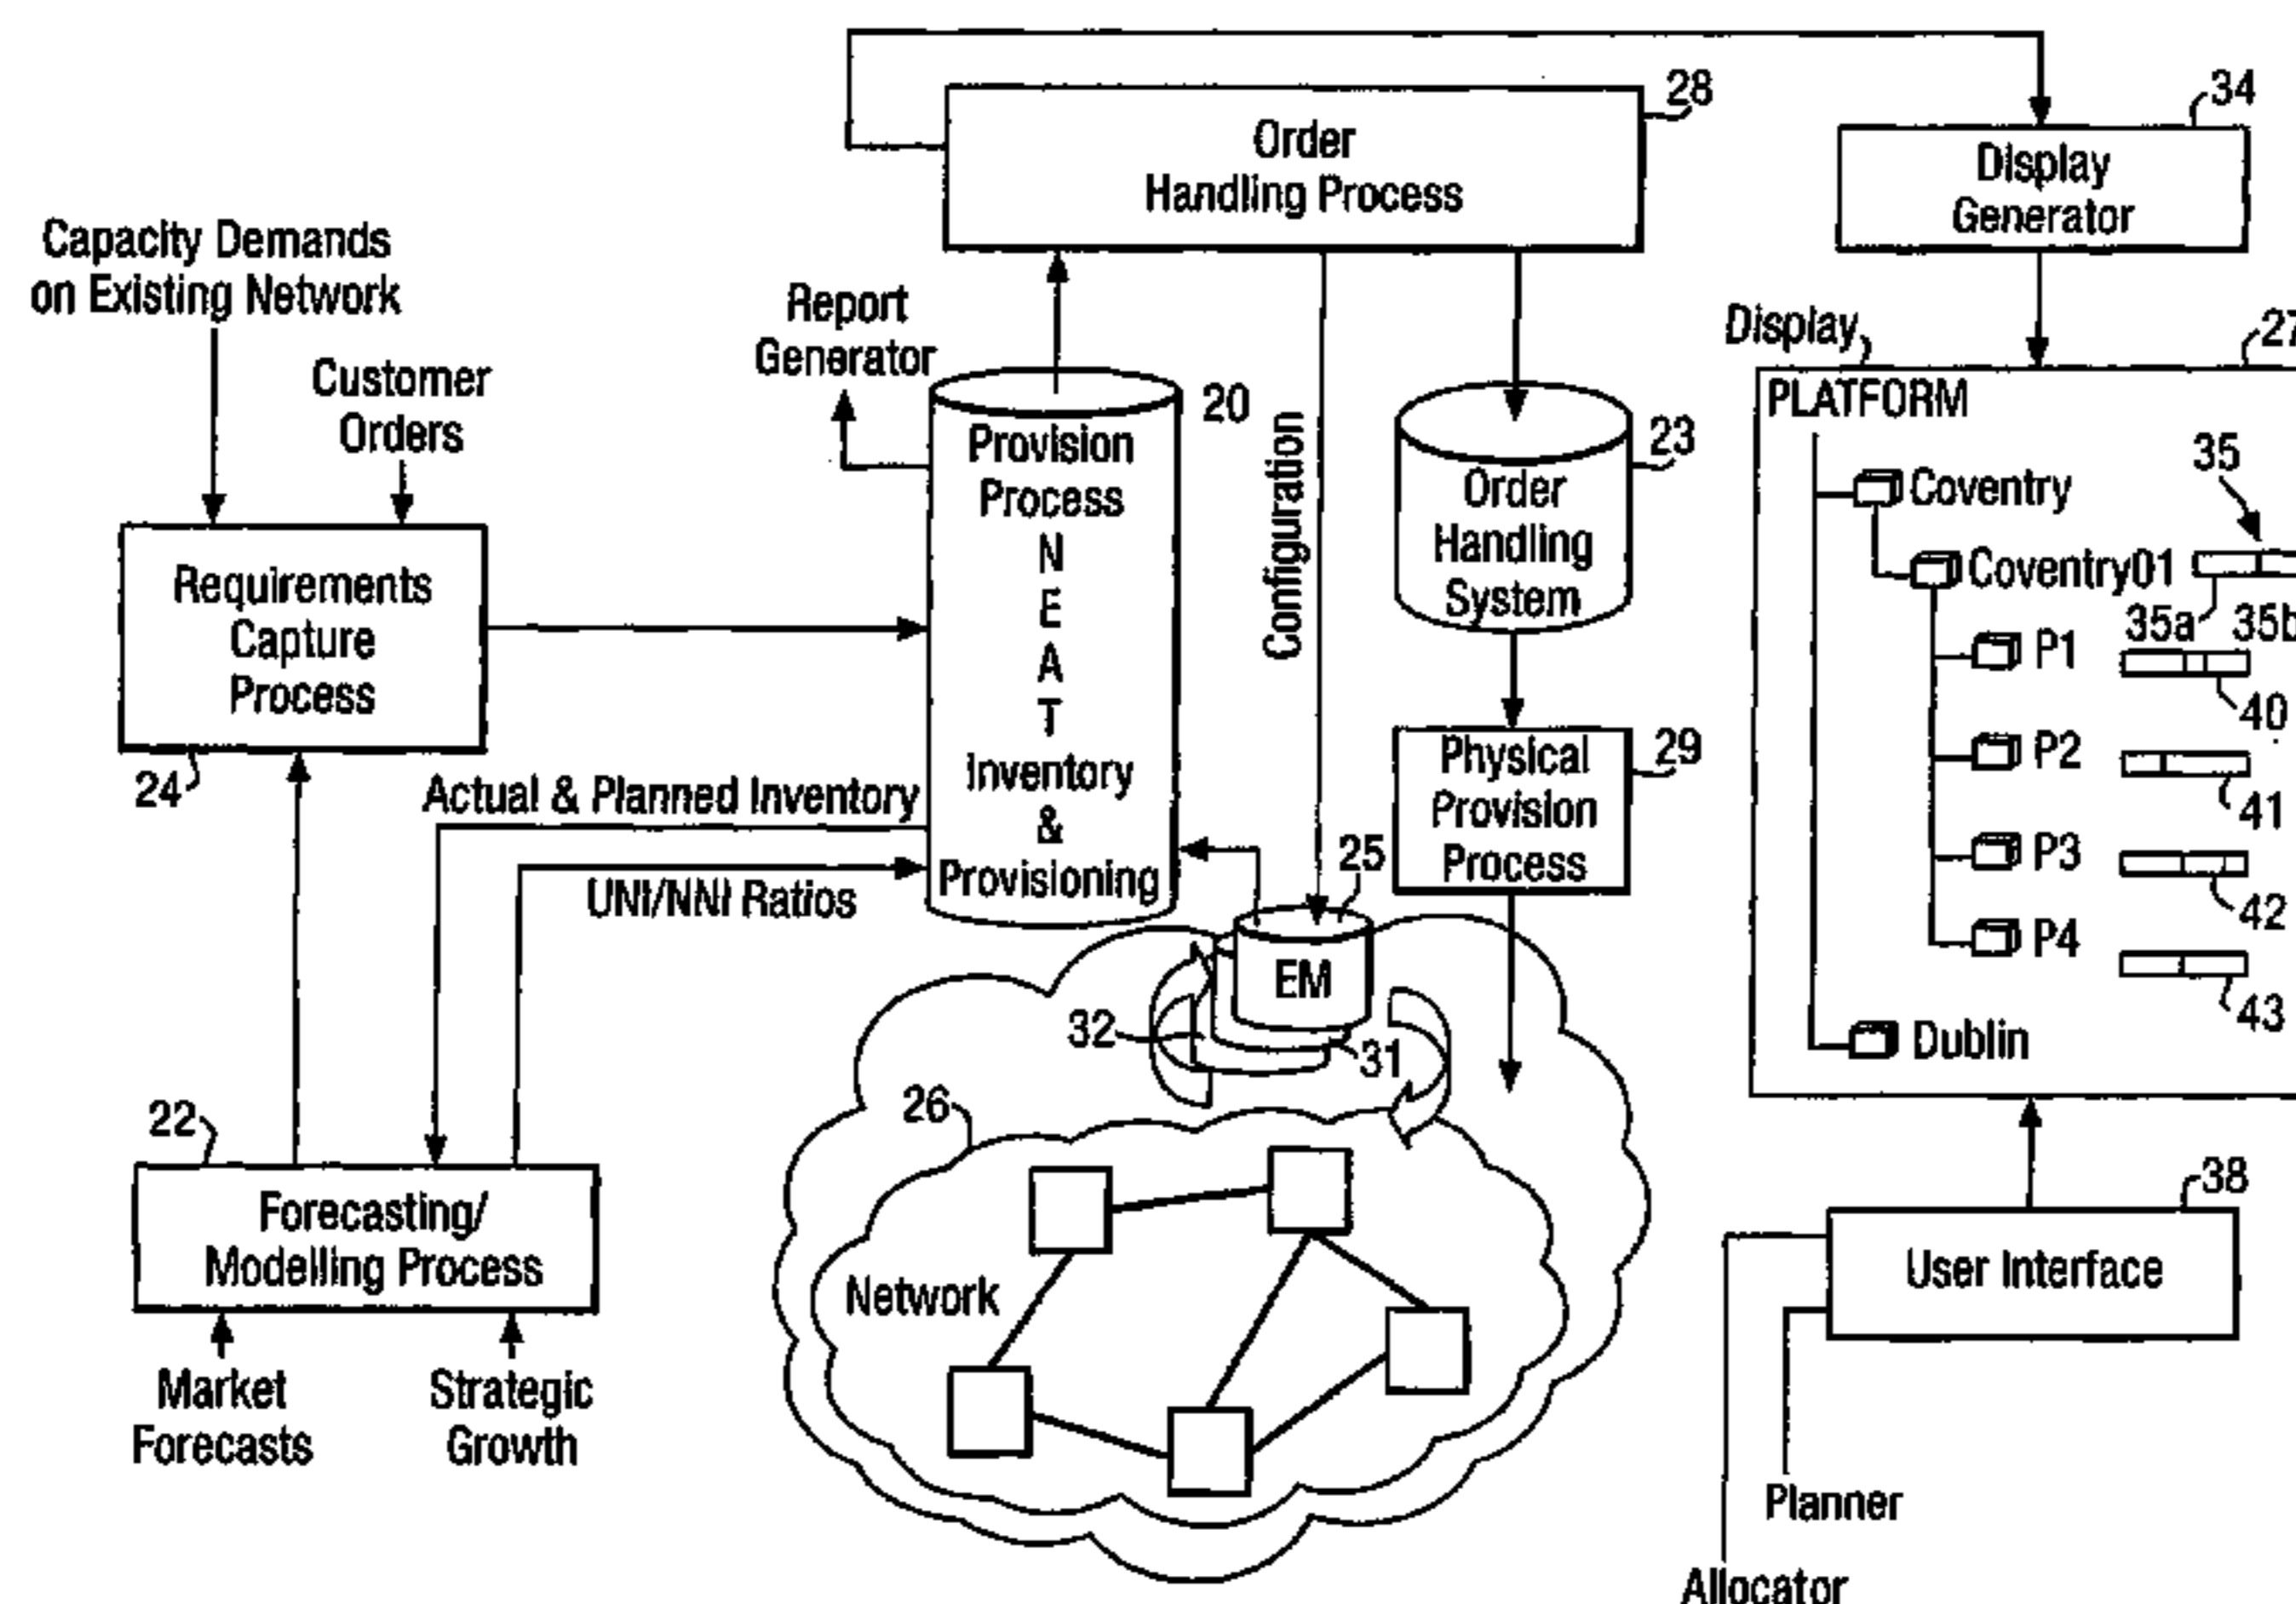 28
34
Order
Handling Process
Display
Generator
Capacity Demands
on Existing Network
Customer
Orders
Report
Generator
20
Provision
Process
N
E
A
T
Inventory
&
Provisioning
Configuration
23
Order
Handling
System
Requirements
Capture
Process
24
Actual & Planned Inventory
UNI/NNI Ratios
Physical
Provision
Process
29
25
EM
32
31
26
Network
22
Forecasting/
Modelling Process
Market
Forecasts
Strategic
Growth
Display
27
PLATFORM
35
Coventry
Coventry01
35a
35b
P1
40
P2
41
P3
42
P4
43
Dublin
38
User Interface
Planner
Allocator